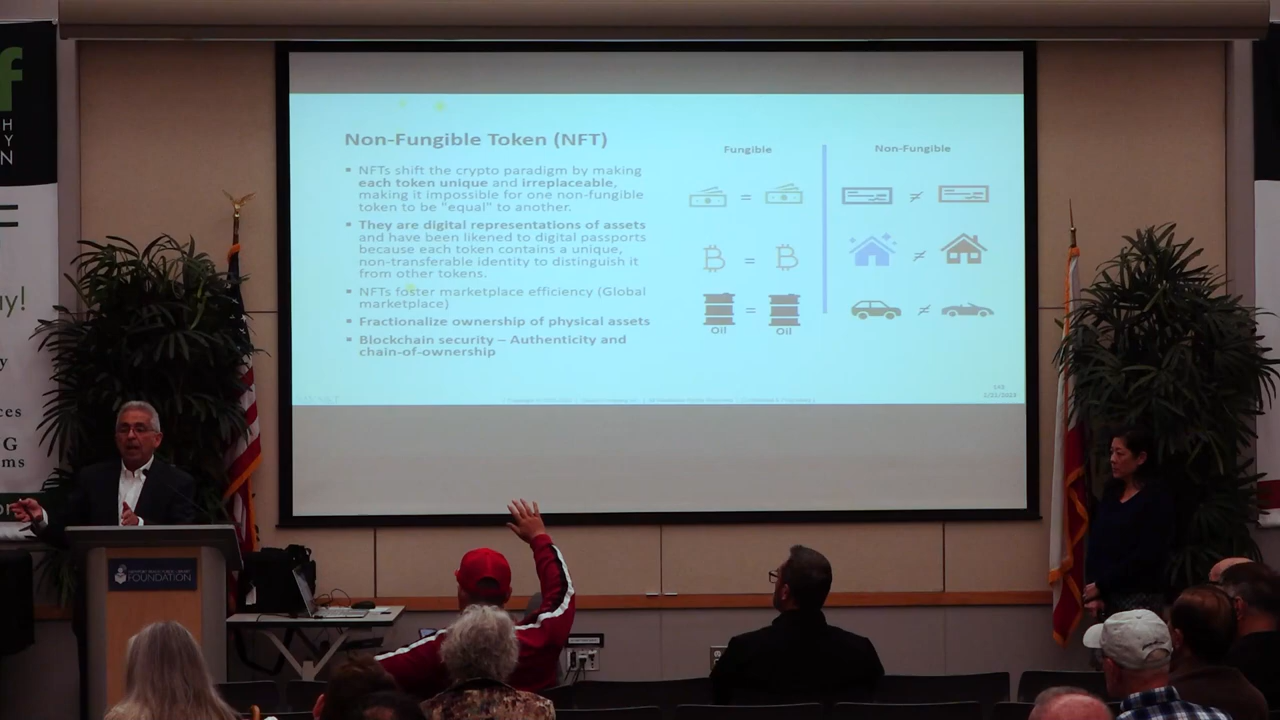 Non-Fungible Token (NFT)
NFTs shift the crypto paradigm by making
each token unique and irreplaceable,
making it impossible for one non-fungible
token to be "equal" to another.
They are digital representations of assets
and have been likened to digital passports
because each token contains a unique,
non-transferable identity to distinguish it
from other tokens.
NFTs foster marketplace efficiency (Global
marketplace)
Fractionalize ownership of physical assets
Blockchain security – Authenticity and
chain-of-ownership
Fungible
Non-Fungible
=
≠
=
≠
=
≠
Oil
Oil
f
H
Y
N
y!
y
ces
G
ms
FOUNDATION